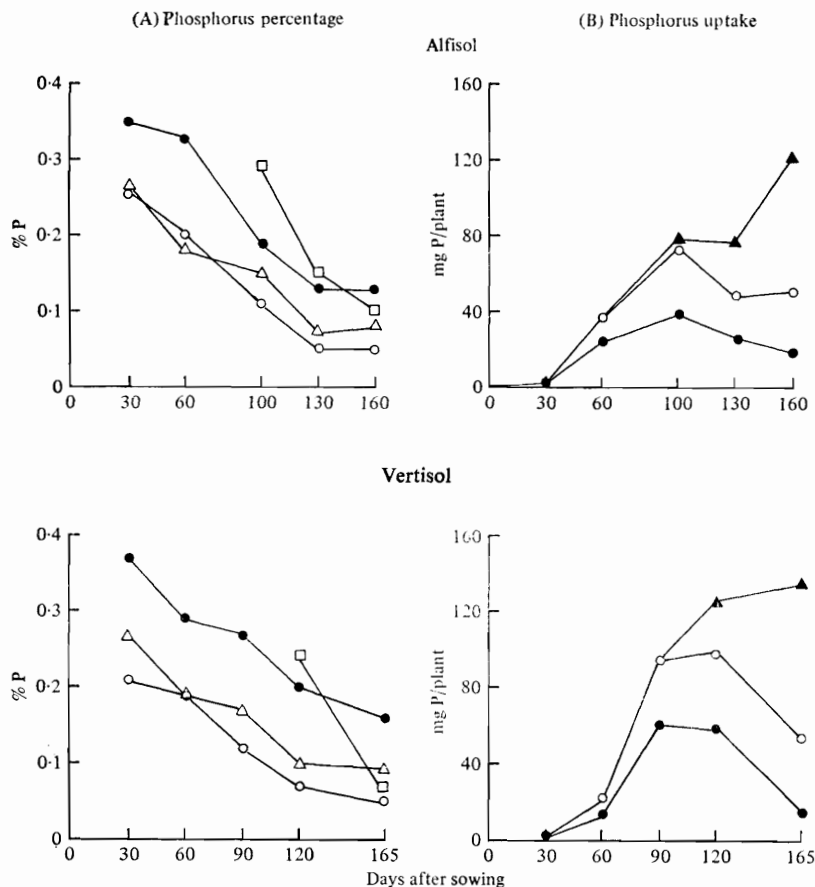 (A) Phosphorus percentage
(B) Phosphorus uptake
Alfisol
0·4
0·3
0·2
0·1
0
% P
0 30 60 100 130 160
160
120
80
40
0
mg P/plant
0 30 60 100 130 160
Vertisol
0·4
0·3
0·2
0·1
0
% P
0 30 60 90 120 165
160
120
80
40
0
mg P/plant
0 30 60 90 120 165
Days after sowing